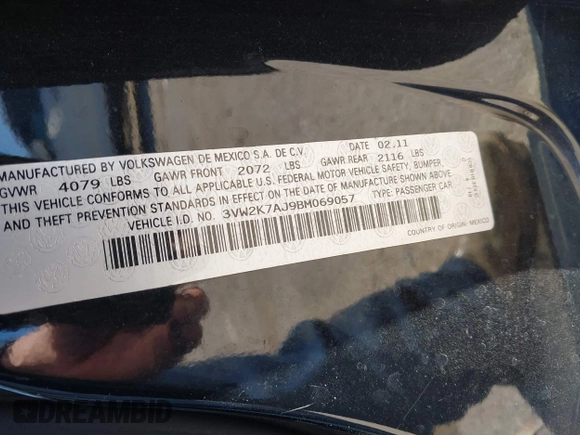 MANUFACTURED BY VOLKSWAGEN DE MEXICO S.A. DE C.V. DATE 02.11
GVWR 4079 LBS GAWR FRONT 2072 LBS GAWR REAR 2116 LBS
THIS VEHICLE CONFORMS TO ALL APPLICABLE U.S. FEDERAL MOTOR VEHICLE SAFETY, BUMPER,
AND THEFT PREVENTION STANDARDS IN EFFECT ON THE DATE OF MANUFACTURE SHOWN ABOVE.
VEHICLE I.D. NO. 3VW2K7AJ9BM069057 TYPE: PASSENGER CAR
COUNTRY OF ORIGIN: MEXICO
DREAMBID